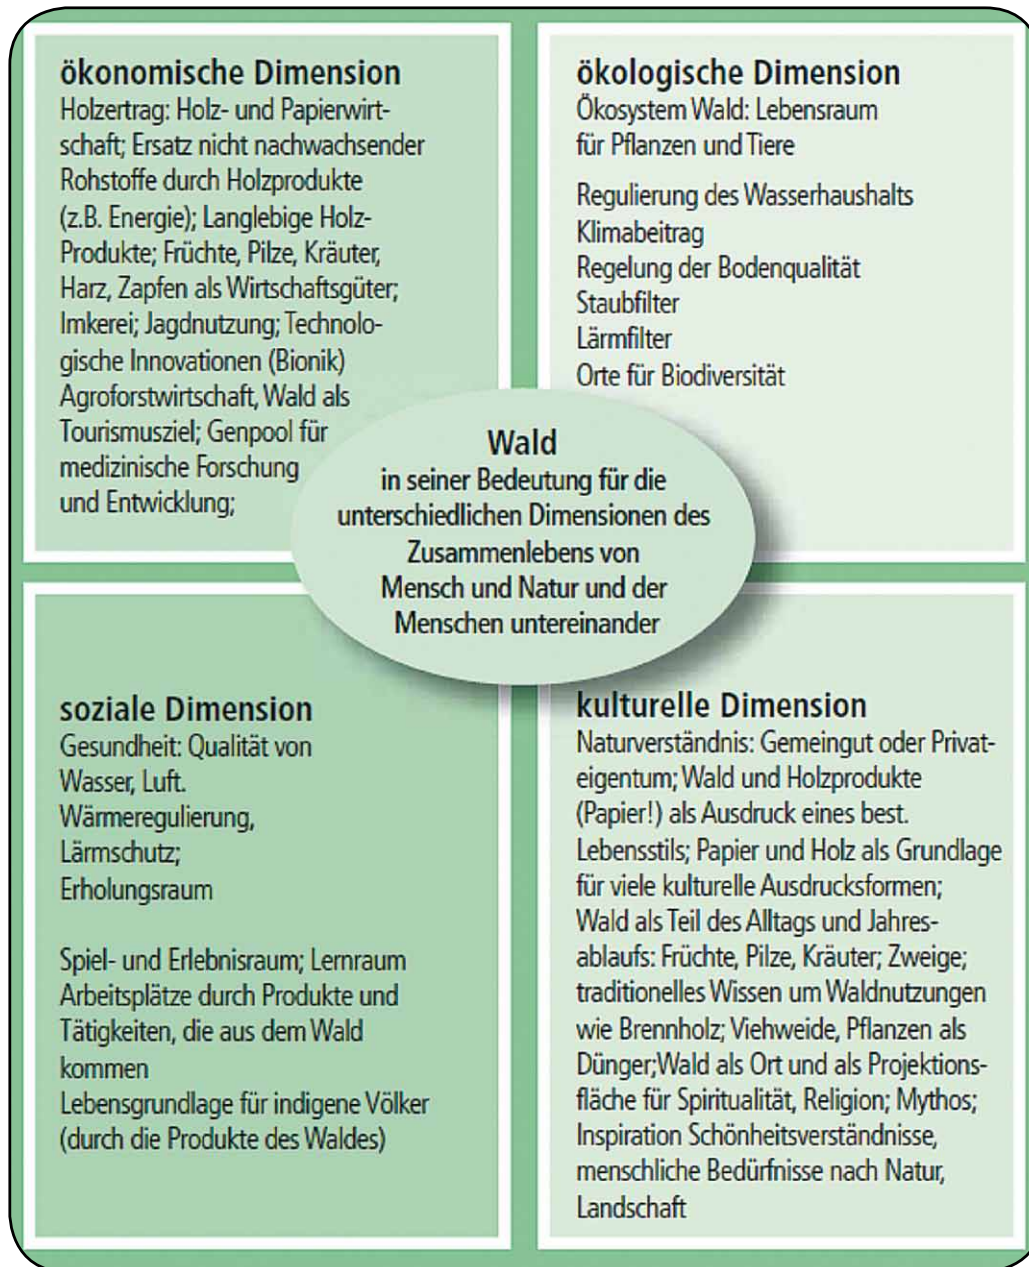 ökonomische Dimension
Holzertrag: Holz- und Papierwirt-
schaft; Ersatz nicht nachwachsender
Rohstoffe durch Holzprodukte
(z.B. Energie); Langlebige Holz-
Produkte; Früchte, Pilze, Kräuter,
Harz, Zapfen als Wirtschaftsgüter;
Imkerei; Jagdnutzung; Technolo-
gische Innovationen (Bionik)
Agroforstwirtschaft, Wald als
Tourismusziel; Genpool für
medizinische Forschung
und Entwicklung;
ökologische Dimension
Ökosystem Wald: Lebensraum
für Pflanzen und Tiere
Regulierung des Wasserhaushalts
Klimabeitrag
Regelung der Bodenqualität
Staubfilter
Lärmfilter
Orte für Biodiversität
Wald
in seiner Bedeutung für die
unterschiedlichen Dimensionen des
Zusammenlebens von
Mensch und Natur und der
Menschen untereinander
soziale Dimension
Gesundheit: Qualität von
Wasser, Luft.
Wärmeregulierung,
Lärmschutz;
Erholungsraum
Spiel- und Erlebnisraum; Lernraum
Arbeitsplätze durch Produkte und
Tätigkeiten, die aus dem Wald
kommen
Lebensgrundlage für indigene Völker
(durch die Produkte des Waldes)
kulturelle Dimension
Naturverständnis: Gemeingut oder Privat-
eigentum; Wald und Holzprodukte
(Papier!) als Ausdruck eines best.
Lebensstils; Papier und Holz als Grundlage
für viele kulturelle Ausdrucksformen;
Wald als Teil des Alltags und Jahres-
ablaufs: Früchte, Pilze, Kräuter; Zweige;
traditionelles Wissen um Waldnutzungen
wie Brennholz; Viehweide, Pflanzen als
Dünger;Wald als Ort und als Projektions-
fläche für Spiritualität, Religion; Mythos;
Inspiration Schönheitsverständnisse,
menschliche Bedürfnisse nach Natur,
Landschaft